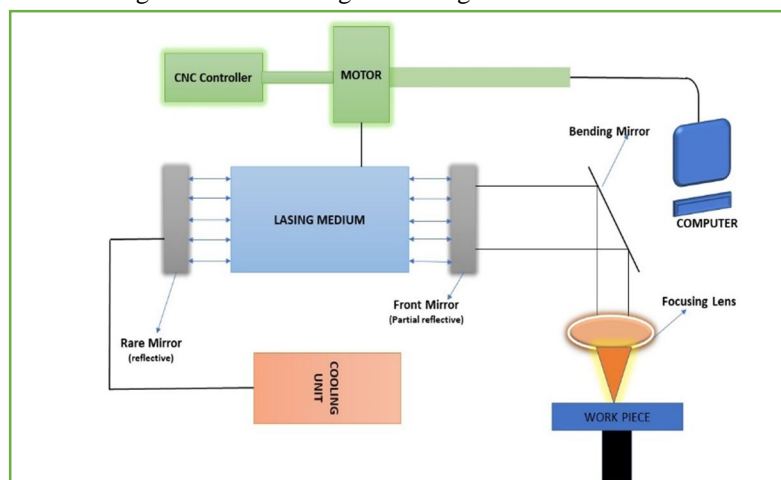 CNC Controller
MOTOR
Bending Mirror
LASING MEDIUM
COMPUTER
Front Mirror
(Partial reflective)
Focusing Lens
Rare Mirror
(reflective)
COOLING
UNIT
WORK PIECE